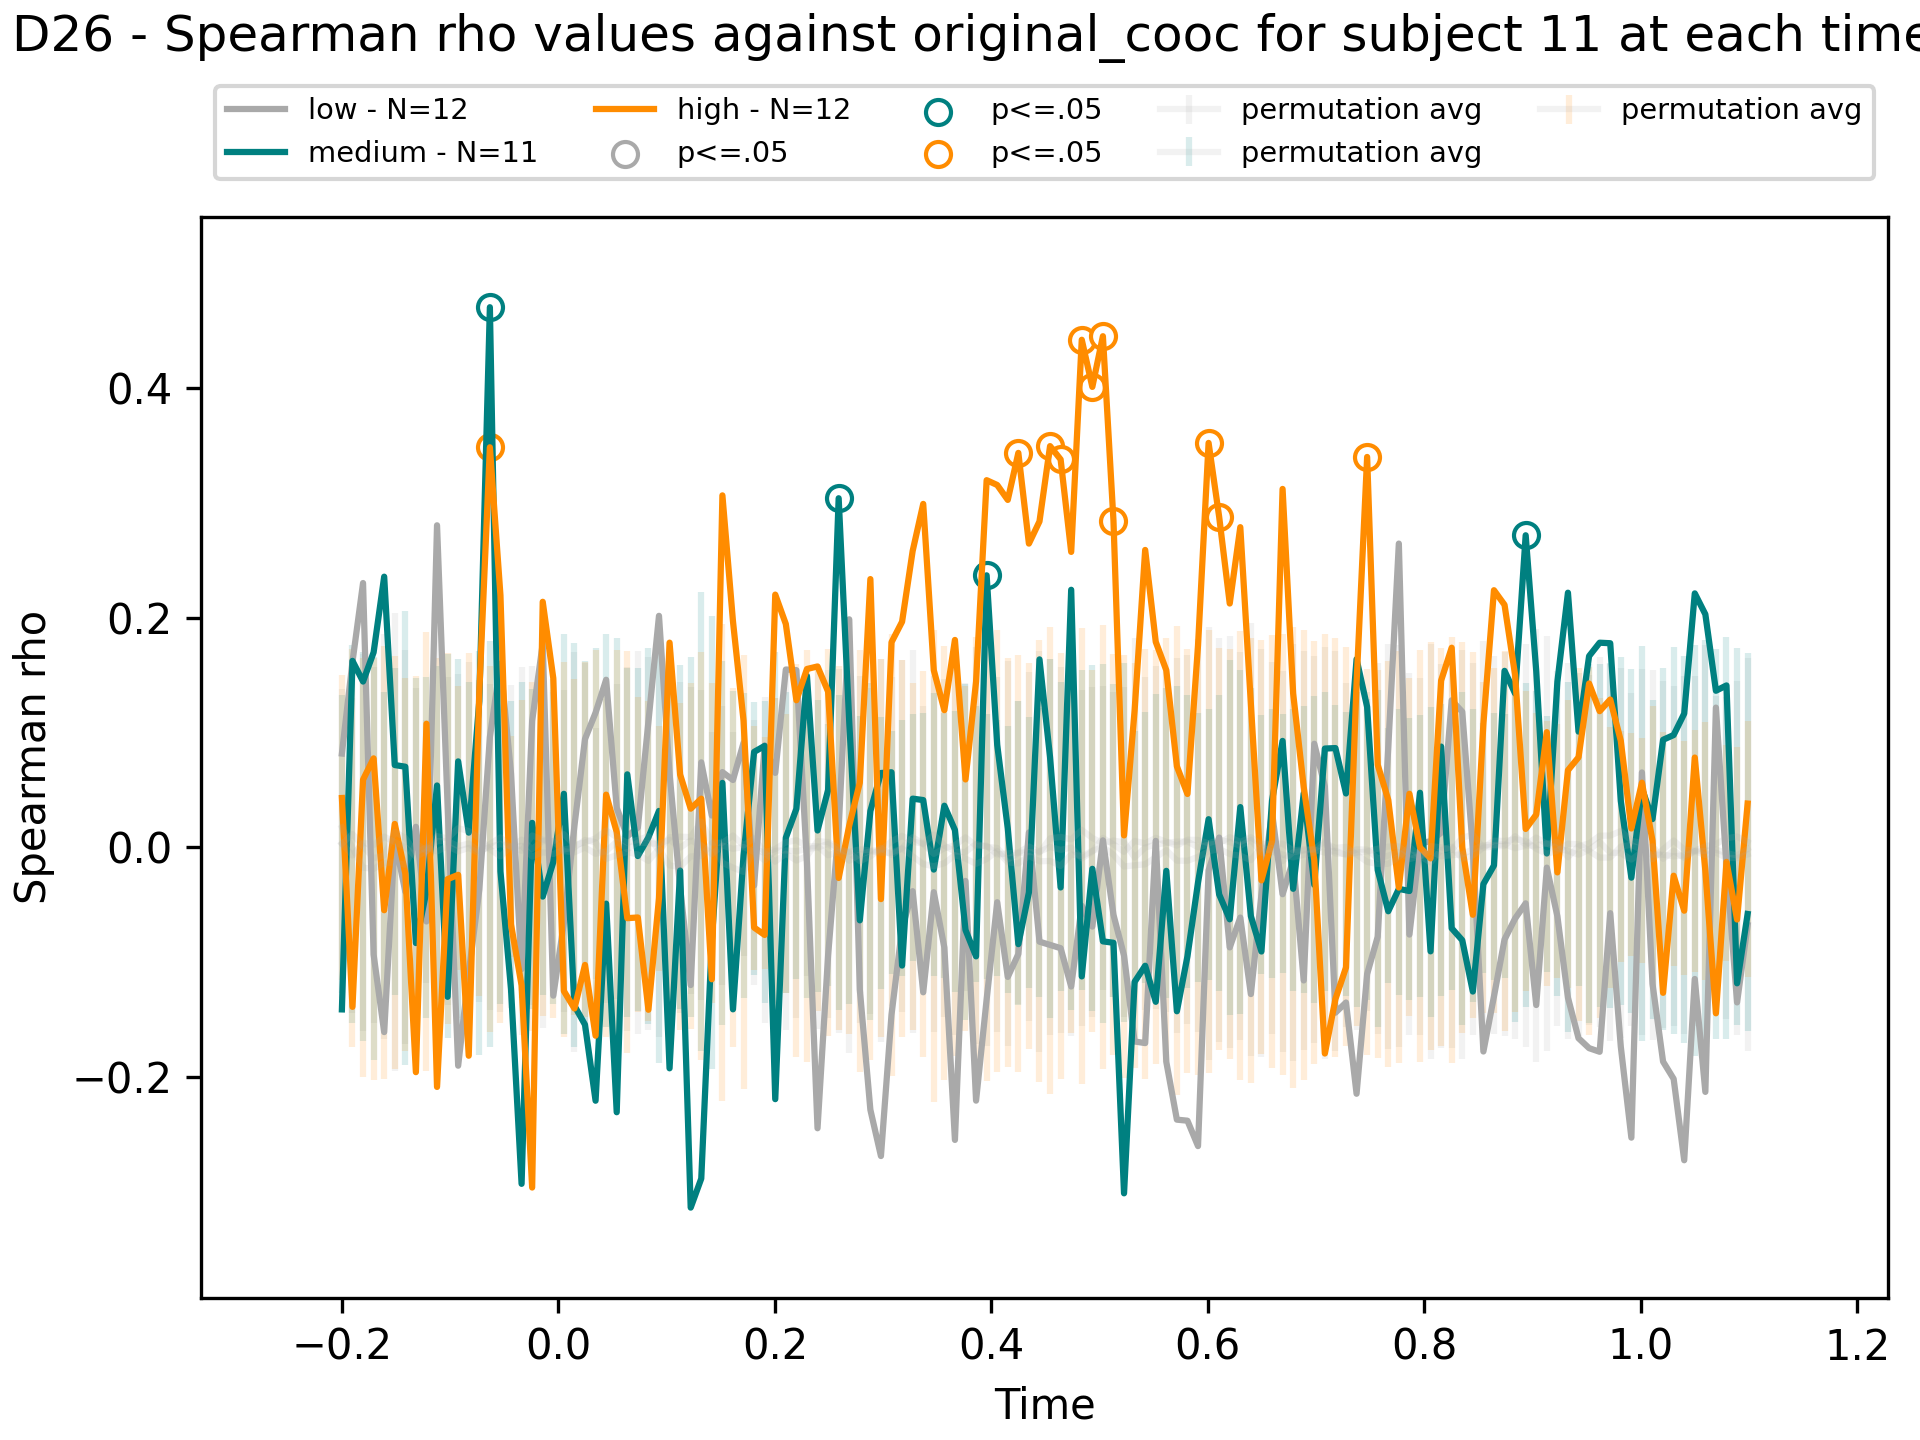 D26 - Spearman rho values against original_cooc for subject 11 at each time
low - N=12 high - N=12 p<=.05 permutation avg permutation avg
medium - N=11 p<=.05 p<=.05 permutation avg
Spearman rho
0.4
0.2
0.0
−0.2
−0.2 0.0 0.2 0.4 0.6 0.8 1.0 1.2
Time